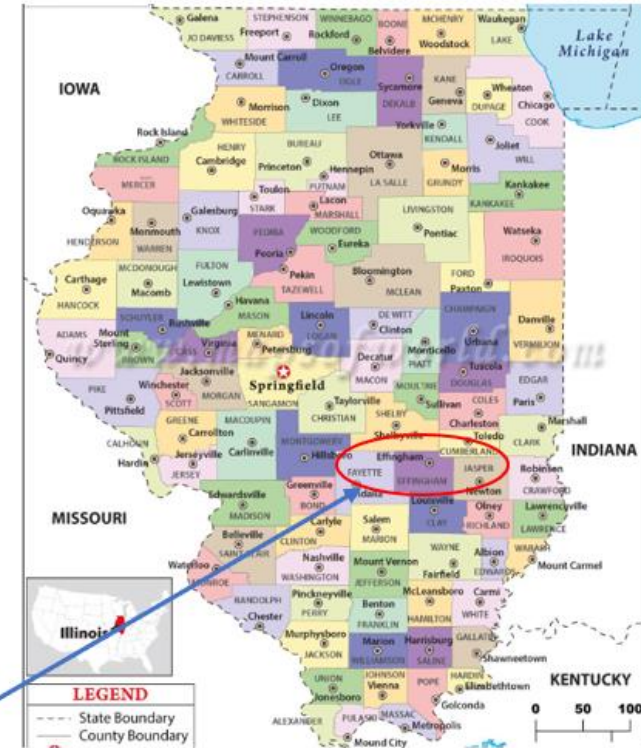 Galena
STEPHENSON
WINNEBAGO
BOONE
MCHENRY
Waukegan
JO DAVIESS
Freeport
Rockford
Belvidere
Woodstock
LAKE
Lake
Michigan
Mount Carroll
CARROLL
Oregon
OGLE
Sycamore
DEKALB
KANE
Geneva
Wheaton
DUPAGE
Chicago
COOK
IOWA
Morrison
WHITESIDE
Dixon
LEE
Yorkville
KENDALL
Joliet
WILL
Rock Island
ROCK ISLAND
HENRY
Cambridge
BUREAU
Princeton
Hennepin
PUTNAM
Ottawa
LA SALLE
Morris
GRUNDY
MERCER
Toulon
STARK
Lacon
MARSHALL
LIVINGSTON
Pontiac
Kankakee
KANKAKEE
Oquawka
HENDERSON
Monmouth
WARREN
Galesburg
KNOX
PEORIA
Peoria
WOODFORD
Eureka
Watseka
IROQUOIS
Carthage
HANCOCK
MCDONOUGH
Macomb
FULTON
Lewistown
Pekin
TAZEWELL
Bloomington
MCLEAN
FORD
Paxton
Havana
MASON
Lincoln
LOGAN
DE WITT
Clinton
CHAMPAIGN
Urbana
Danville
VERMILION
ADAMS
Quincy
Mount
Sterling
BROWN
SCHUYLER
Rushville
Virginia
CASS
MENARD
Petersburg
Decatur
MACON
Monticello
PIATT
Tuscola
DOUGLAS
PIKE
Pittsfield
Winchester
SCOTT
Jacksonville
MORGAN
Springfield
SANGAMON
Taylorville
CHRISTIAN
MOULTRIE
Sullivan
COLES
Charleston
EDGAR
Paris
CALHOUN
Hardin
GREENE
Carrollton
Jerseyville
JERSEY
MACOUPIN
Carlinville
MONTGOMERY
Hillsboro
SHELBY
Shelbyville
Toledo
CUMBERLAND
Marshall
CLARK
INDIANA
FAYETTE
Effingham
EFFINGHAM
JASPER
Newton
Robinson
CRAWFORD
MISSOURI
Edwardsville
MADISON
Greenville
BOND
Louisville
CLAY
Olney
RICHLAND
Lawrenceville
LAWRENCE
Belleville
SAINT CLAIR
Carlyle
CLINTON
Salem
MARION
WAYNE
Fairfield
Albion
EDWARDS
WABASH
Mount Carmel
Waterloo
MONROE
Nashville
WASHINGTON
Mount Vernon
JEFFERSON
RANDOLPH
Chester
Pinckneyville
PERRY
Benton
FRANKLIN
McLeansboro
HAMILTON
Carmi
WHITE
Murphysboro
JACKSON
Marion
WILLIAMSON
Harrisburg
SALINE
GALLATIN
Shawneetown
UNION
Jonesboro
JOHNSON
Vienna
POPE
Golconda
HARDIN
Elizabethtown
KENTUCKY
ALEXANDER
PULASKI
Mound City
MASSAC
Metropolis
Illinois
LEGEND
State Boundary
County Boundary
0 50 100